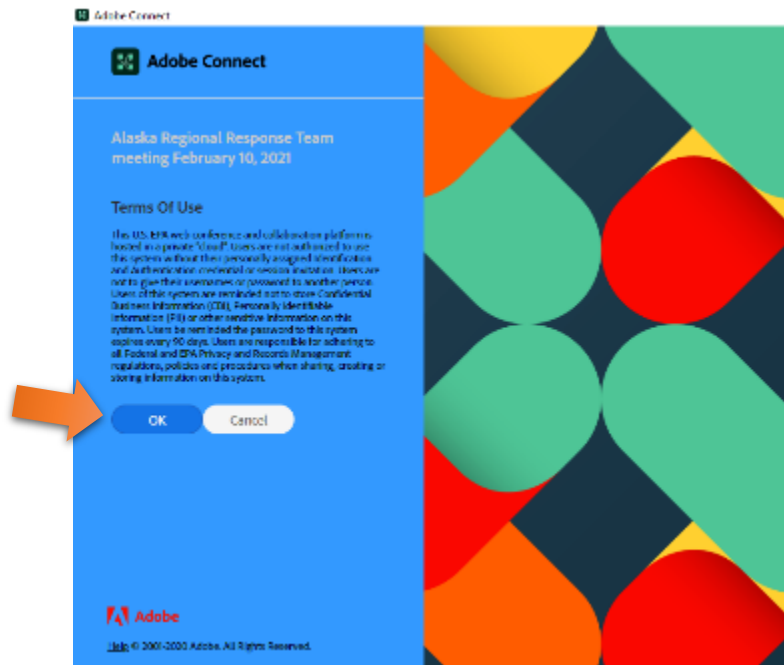 Adobe Connect
Adobe Connect
Alaska Regional Response Team
meeting February 10, 2021
Terms Of Use
This U.S. EPA web conference and collaboration platform is
hosted in a private "cloud". Users are not authorized to use
this system without their personally assigned Identification
and Authentication credential or session invitation. Users are
not to give their usernames or password to another person.
Users of this system are reminded not to store Confidential
Business Information (CBI), Personally Identifiable
Information (PII) or other sensitive information on this
system. Users be reminded the password to this system
expires every 90 days. Users are responsible for adhering to
all Federal and EPA Privacy and Records Management
regulations, policies and procedures when sharing, creating or
storing information on this system.
OK
Cancel
Adobe
Help © 2001-2020 Adobe. All Rights Reserved.